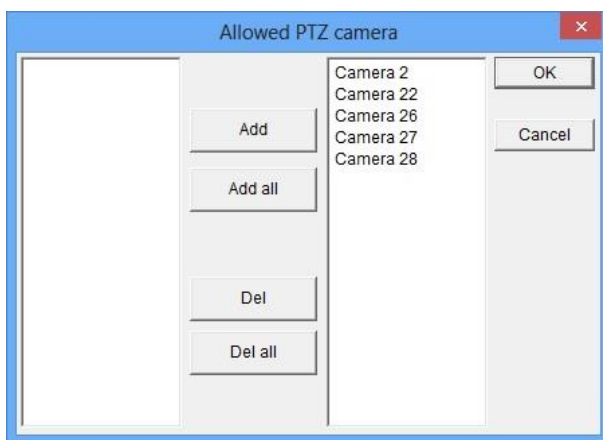 Allowed PTZ camera
Add
Add all
Del
Del all
Camera 2
Camera 22
Camera 26
Camera 27
Camera 28
OK
Cancel